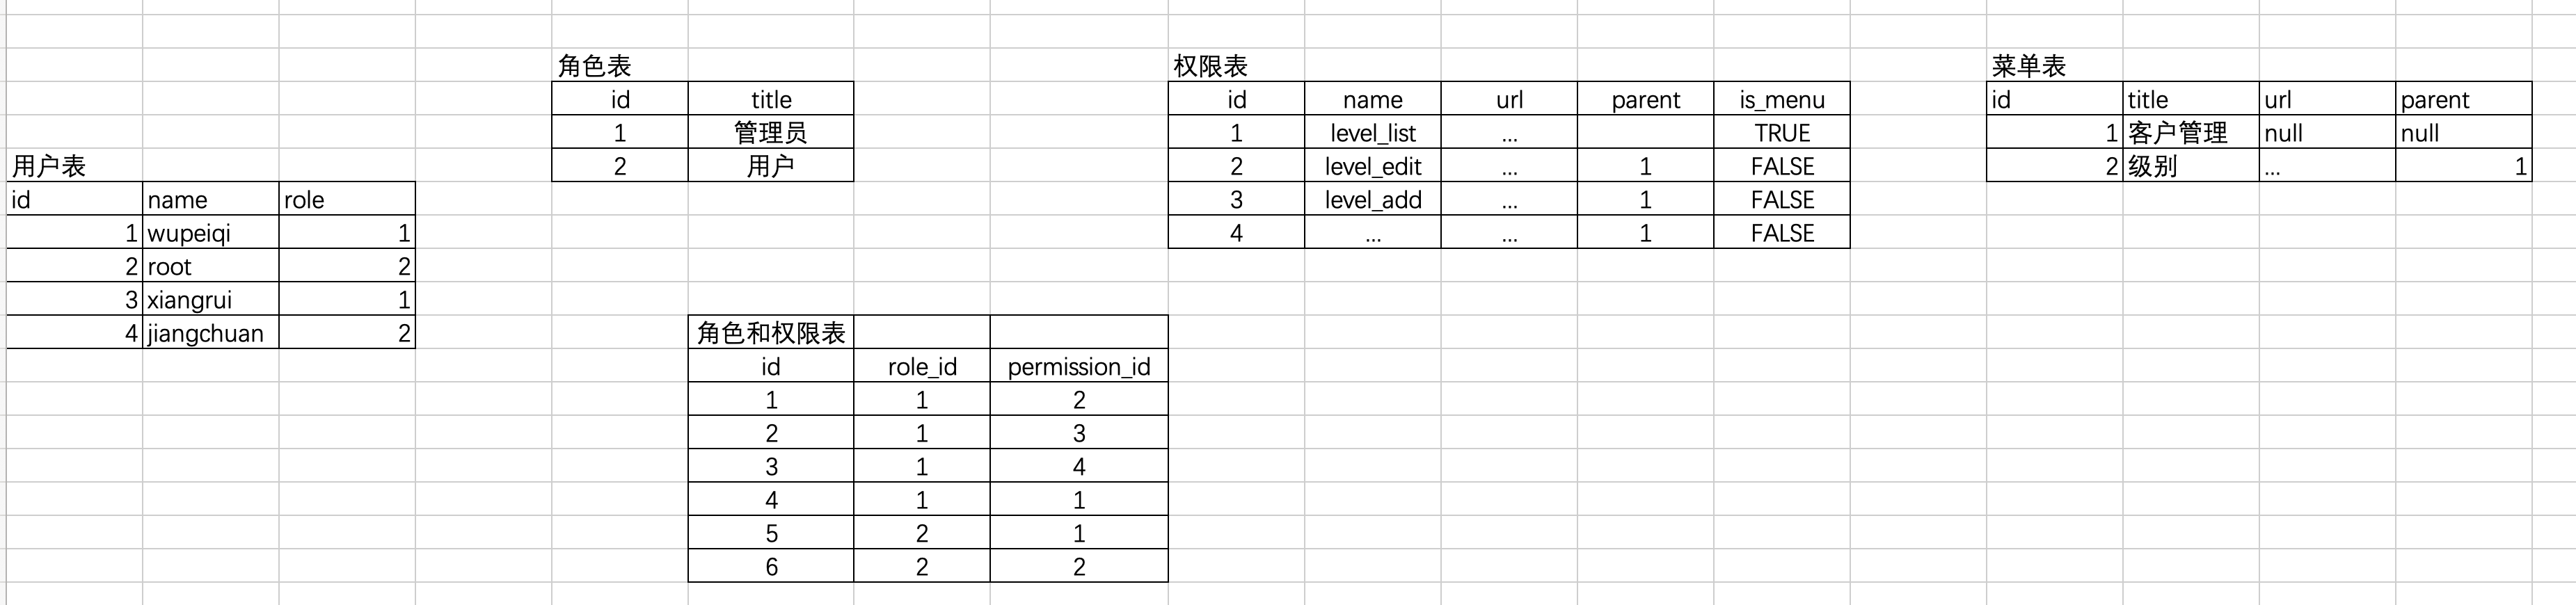 用户表
id name role
1 wupeiqi 1
2 root 2
3 xiangrui 1
4 jiangchuan 2
角色表
id title
1 管理员
2 用户
角色和权限表
id role_id permission_id
1 1 2
2 1 3
3 1 4
4 1 1
5 2 1
6 2 2
权限表
id name url parent is_menu
1 level_list ... TRUE
2 level_edit ... 1 FALSE
3 level_add ... 1 FALSE
4 ... ... 1 FALSE
菜单表
id title url parent
1 客户管理 null null
2 级别 ... 1